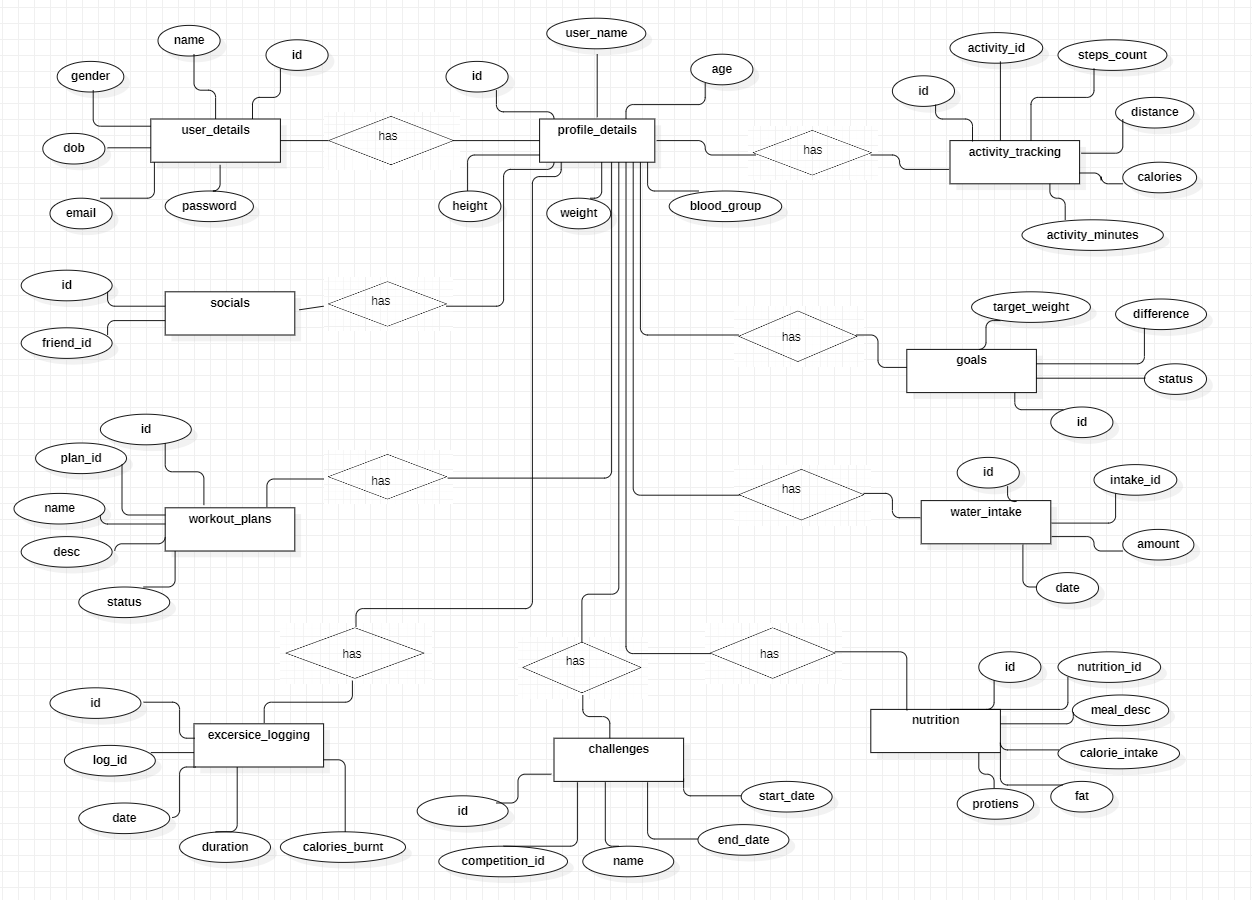 user_name
name
id
activity_id
steps_count
gender
id
age
id
distance
user_details
has
profile_details
has
activity_tracking
dob
calories
email
password
height
weight
blood_group
activity_minutes
id
socials
has
target_weight
difference
friend_id
has
goals
status
id
id
plan_id
id
intake_id
name
workout_plans
has
has
water_intake
desc
amount
status
date
has
has
has
id
nutrition_id
id
excersice_logging
nutrition
meal_desc
log_id
challenges
calorie_intake
date
id
start_date
protiens
fat
duration
calories_burnt
competition_id
name
end_date